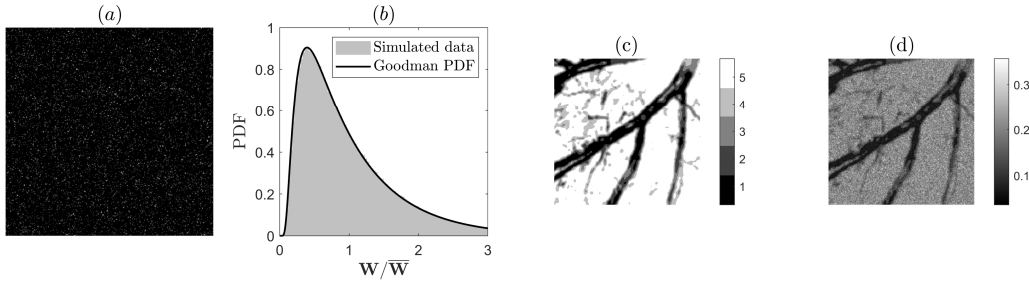 (a)
(b)
(c)
(d)
Simulated data
Goodman PDF
PDF
1
0.8
0.6
0.4
0.2
0
0
1
2
3
W/W̅
5
4
3
2
1
0.3
0.2
0.1